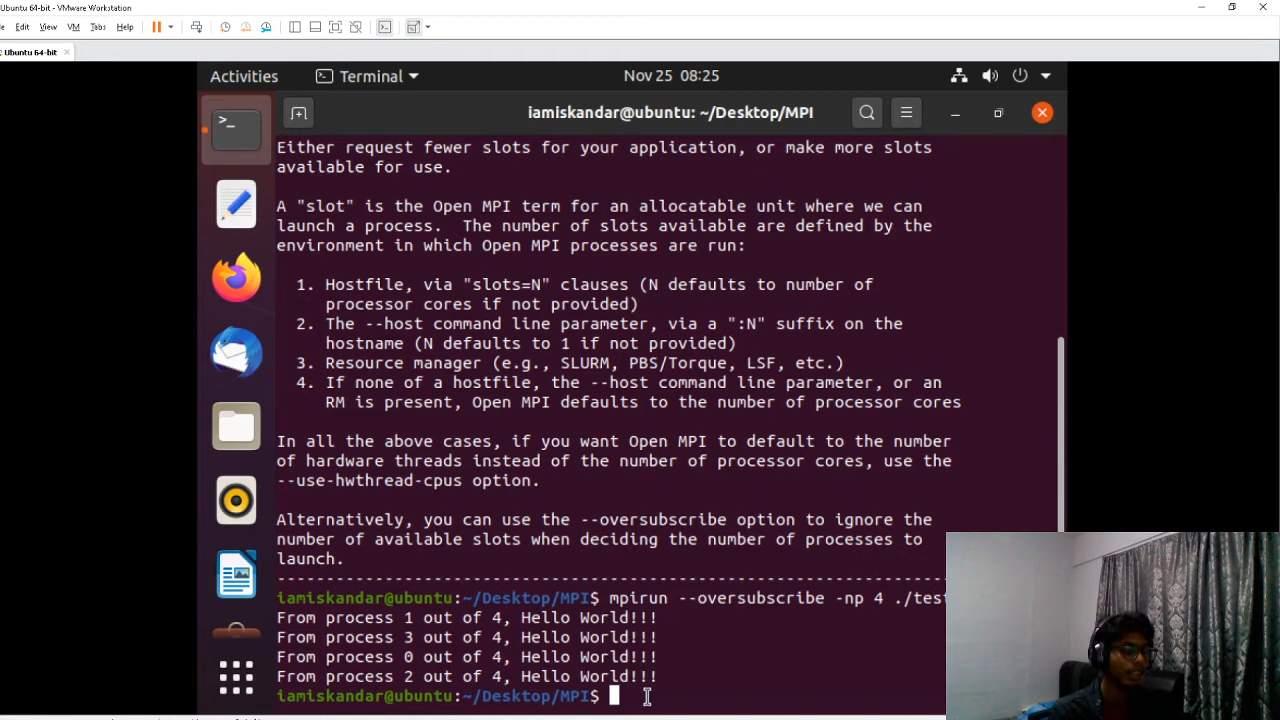 Ubuntu 64-bit - VMware Workstation
Edit View VM Tabs Help
Ubuntu 64-bit
Activities Terminal Nov 25 08:25
iamiskandar@ubuntu: ~/Desktop/MPI
Either request fewer slots for your application, or make more slots
available for use.
A "slot" is the Open MPI term for an allocatable unit where we can
launch a process.  The number of slots available are defined by the
environment in which Open MPI processes are run:
1. Hostfile, via "slots=N" clauses (N defaults to number of
processor cores if not provided)
2. The --host command line parameter, via a ":N" suffix on the
hostname (N defaults to 1 if not provided)
3. Resource manager (e.g., SLURM, PBS/Torque, LSF, etc.)
4. If none of a hostfile, the --host command line parameter, or an
RM is present, Open MPI defaults to the number of processor cores
In all the above cases, if you want Open MPI to default to the number
of hardware threads instead of the number of processor cores, use the
--use-hwthread-cpus option.
Alternatively, you can use the --oversubscribe option to ignore the
number of available slots when deciding the number of processes to
launch.
--------------------------------------------------------------------------
iamiskandar@ubuntu:~/Desktop/MPI$ mpirun --oversubscribe -np 4 ./test
From process 1 out of 4, Hello World!!!
From process 3 out of 4, Hello World!!!
From process 0 out of 4, Hello World!!!
From process 2 out of 4, Hello World!!!
iamiskandar@ubuntu:~/Desktop/MPI$